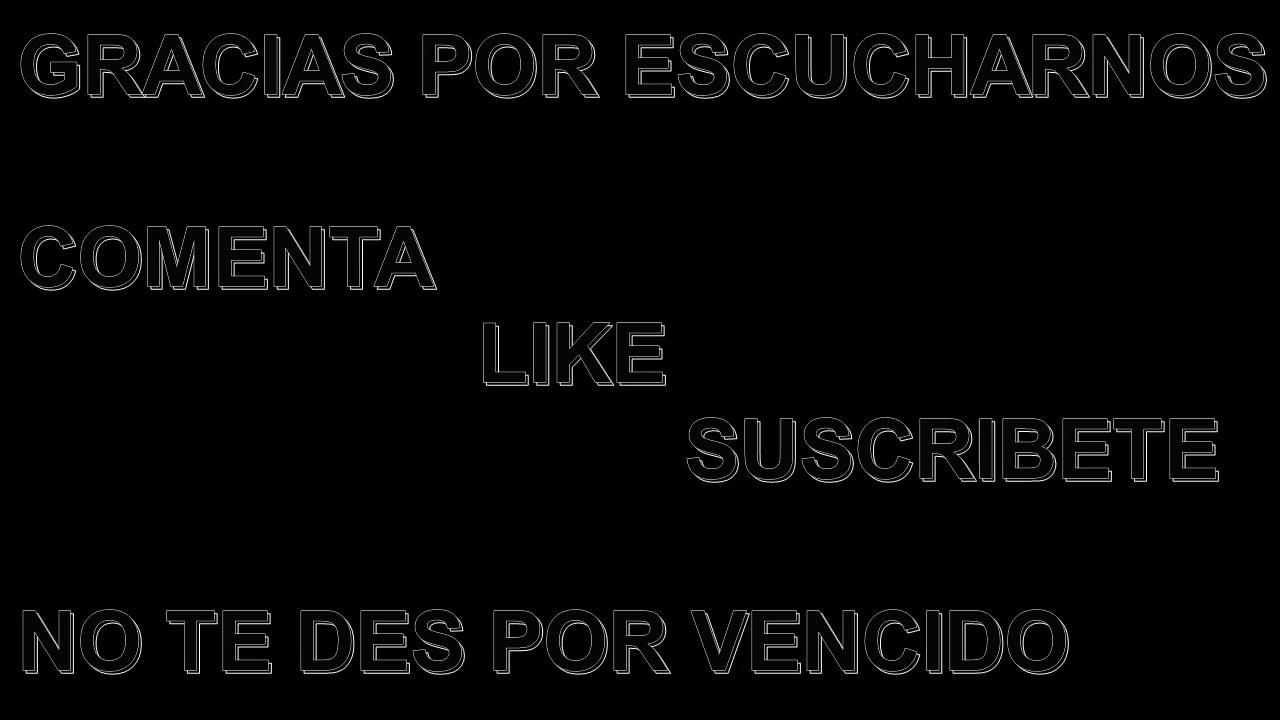 GRACIAS POR ESCUCHARNOS
COMENTA
LIKE
SUSCRIBETE
NO TE DES POR VENCIDO